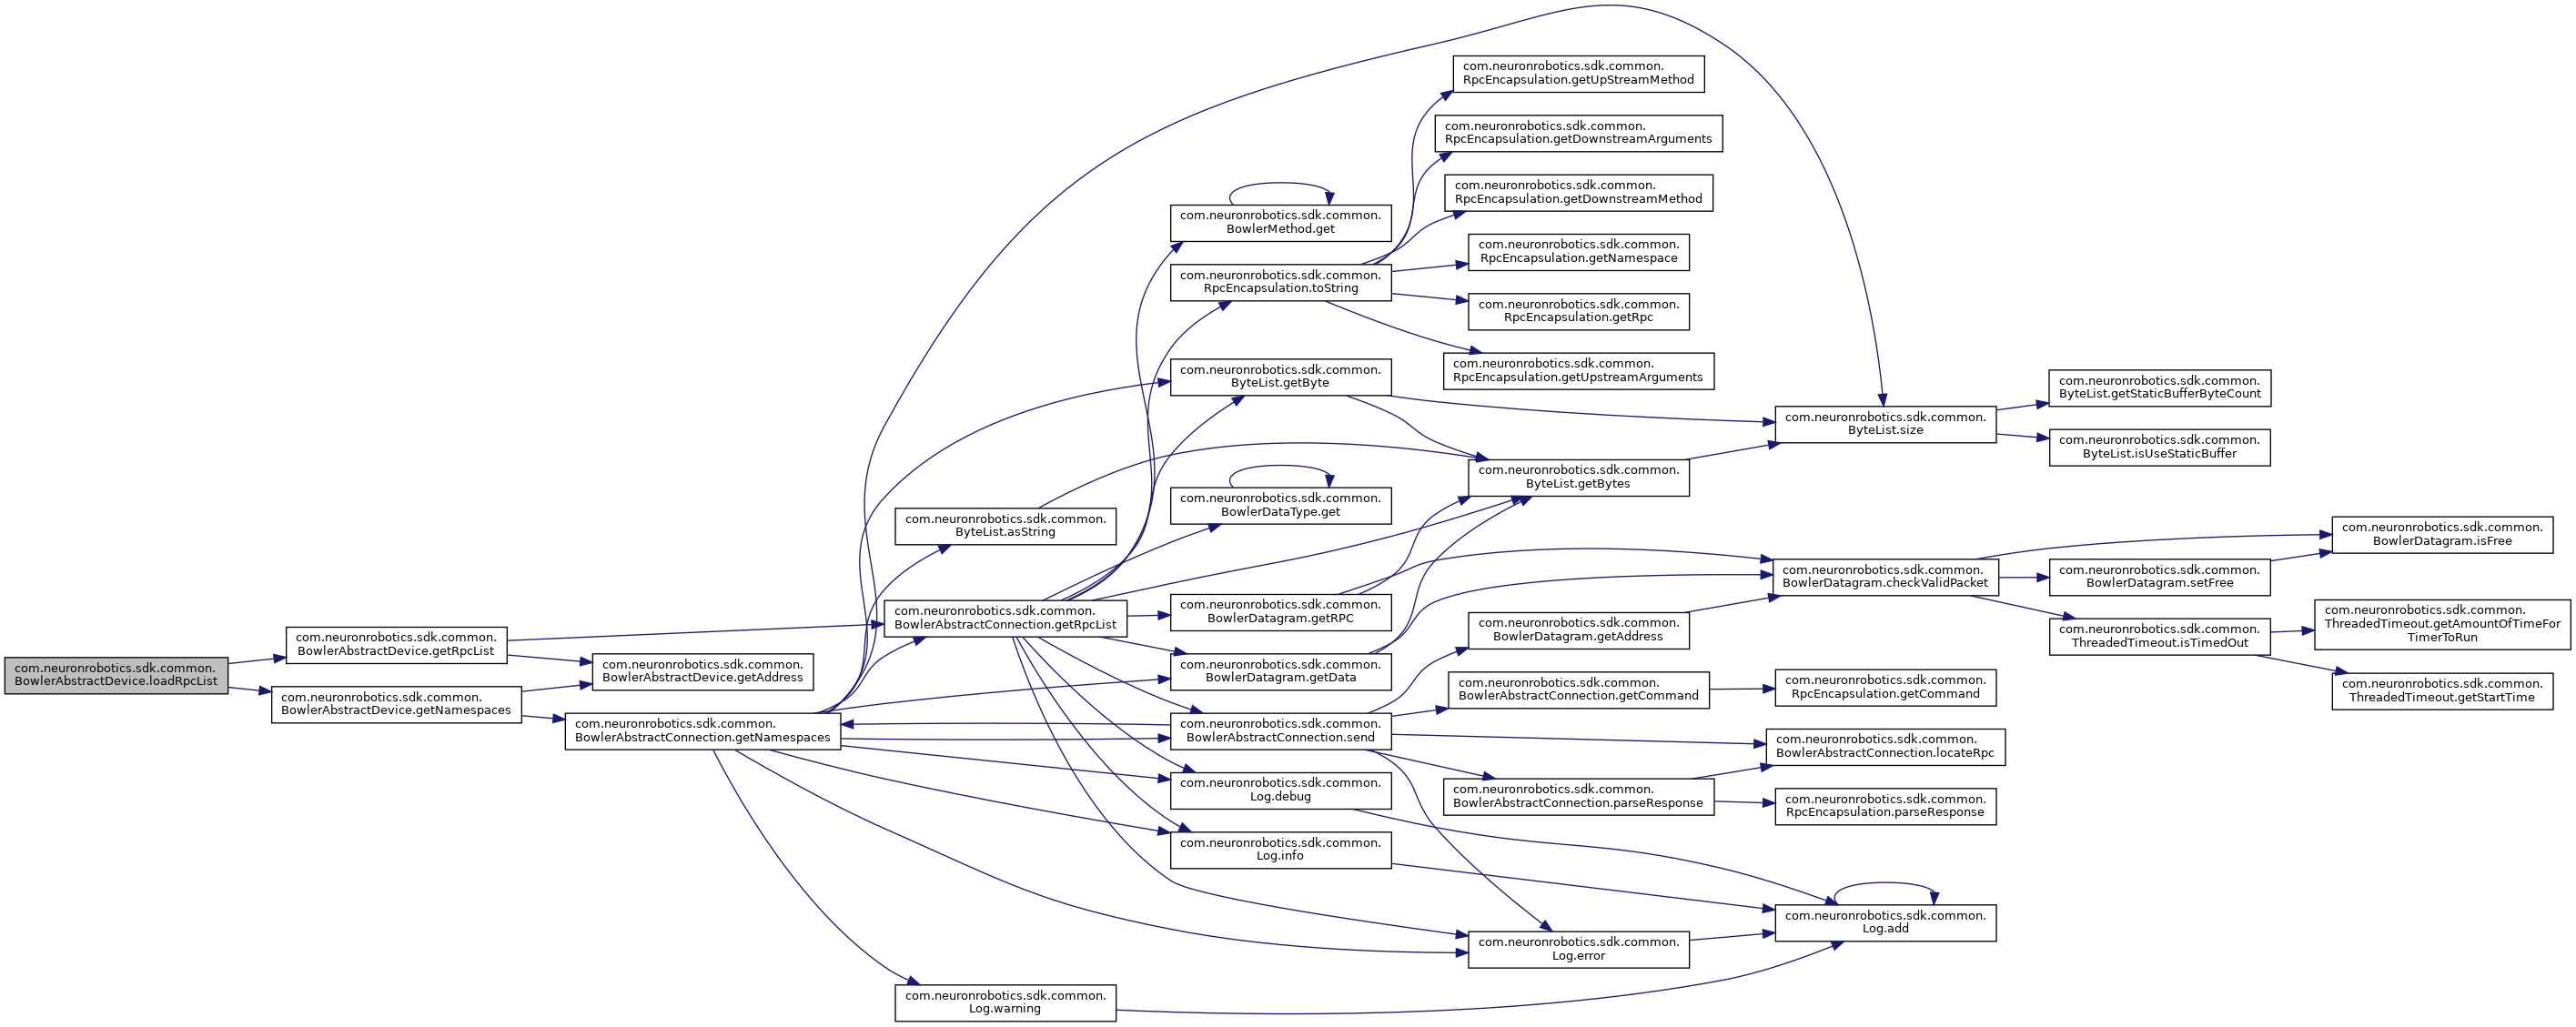 com.neuronrobotics.sdk.common.
BowlerAbstractDevice.loadRpcList
com.neuronrobotics.sdk.common.
BowlerAbstractDevice.getRpcList
com.neuronrobotics.sdk.common.
BowlerAbstractDevice.getNamespaces
com.neuronrobotics.sdk.common.
BowlerAbstractDevice.getAddress
com.neuronrobotics.sdk.common.
BowlerAbstractConnection.getNamespaces
com.neuronrobotics.sdk.common.
ByteList.asString
com.neuronrobotics.sdk.common.
BowlerAbstractConnection.getRpcList
com.neuronrobotics.sdk.common.
Log.warning
com.neuronrobotics.sdk.common.
BowlerMethod.get
com.neuronrobotics.sdk.common.
RpcEncapsulation.toString
com.neuronrobotics.sdk.common.
ByteList.getByte
com.neuronrobotics.sdk.common.
BowlerDataType.get
com.neuronrobotics.sdk.common.
BowlerDatagram.getRPC
com.neuronrobotics.sdk.common.
BowlerDatagram.getData
com.neuronrobotics.sdk.common.
BowlerAbstractConnection.send
com.neuronrobotics.sdk.common.
Log.debug
com.neuronrobotics.sdk.common.
Log.info
com.neuronrobotics.sdk.common.
RpcEncapsulation.getUpStreamMethod
com.neuronrobotics.sdk.common.
RpcEncapsulation.getDownstreamArguments
com.neuronrobotics.sdk.common.
RpcEncapsulation.getDownstreamMethod
com.neuronrobotics.sdk.common.
RpcEncapsulation.getNamespace
com.neuronrobotics.sdk.common.
RpcEncapsulation.getRpc
com.neuronrobotics.sdk.common.
RpcEncapsulation.getUpstreamArguments
com.neuronrobotics.sdk.common.
ByteList.getBytes
com.neuronrobotics.sdk.common.
BowlerDatagram.getAddress
com.neuronrobotics.sdk.common.
BowlerAbstractConnection.getCommand
com.neuronrobotics.sdk.common.
BowlerAbstractConnection.parseResponse
com.neuronrobotics.sdk.common.
Log.error
com.neuronrobotics.sdk.common.
ByteList.size
com.neuronrobotics.sdk.common.
BowlerDatagram.checkValidPacket
com.neuronrobotics.sdk.common.
RpcEncapsulation.getCommand
com.neuronrobotics.sdk.common.
BowlerAbstractConnection.locateRpc
com.neuronrobotics.sdk.common.
RpcEncapsulation.parseResponse
com.neuronrobotics.sdk.common.
Log.add
com.neuronrobotics.sdk.common.
ByteList.getStaticBufferByteCount
com.neuronrobotics.sdk.common.
ByteList.isUseStaticBuffer
com.neuronrobotics.sdk.common.
BowlerDatagram.setFree
com.neuronrobotics.sdk.common.
ThreadedTimeout.isTimedOut
com.neuronrobotics.sdk.common.
BowlerDatagram.isFree
com.neuronrobotics.sdk.common.
ThreadedTimeout.getAmountOfTimeFor
TimerToRun
com.neuronrobotics.sdk.common.
ThreadedTimeout.getStartTime